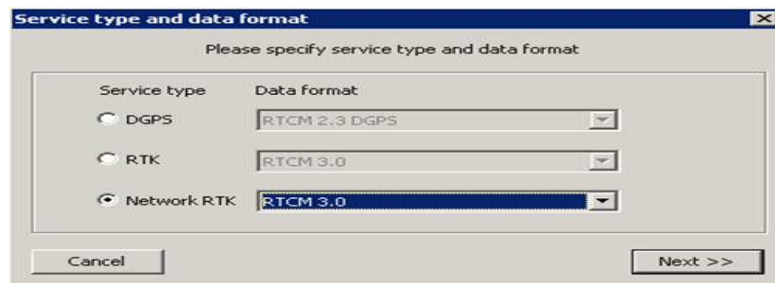 Service type and data format
Please specify service type and data format
Service type Data format
DGPS RTCM 2.3 DGPS
RTK RTCM 3.0
Network RTK RTCM 3.0
Cancel Next >>